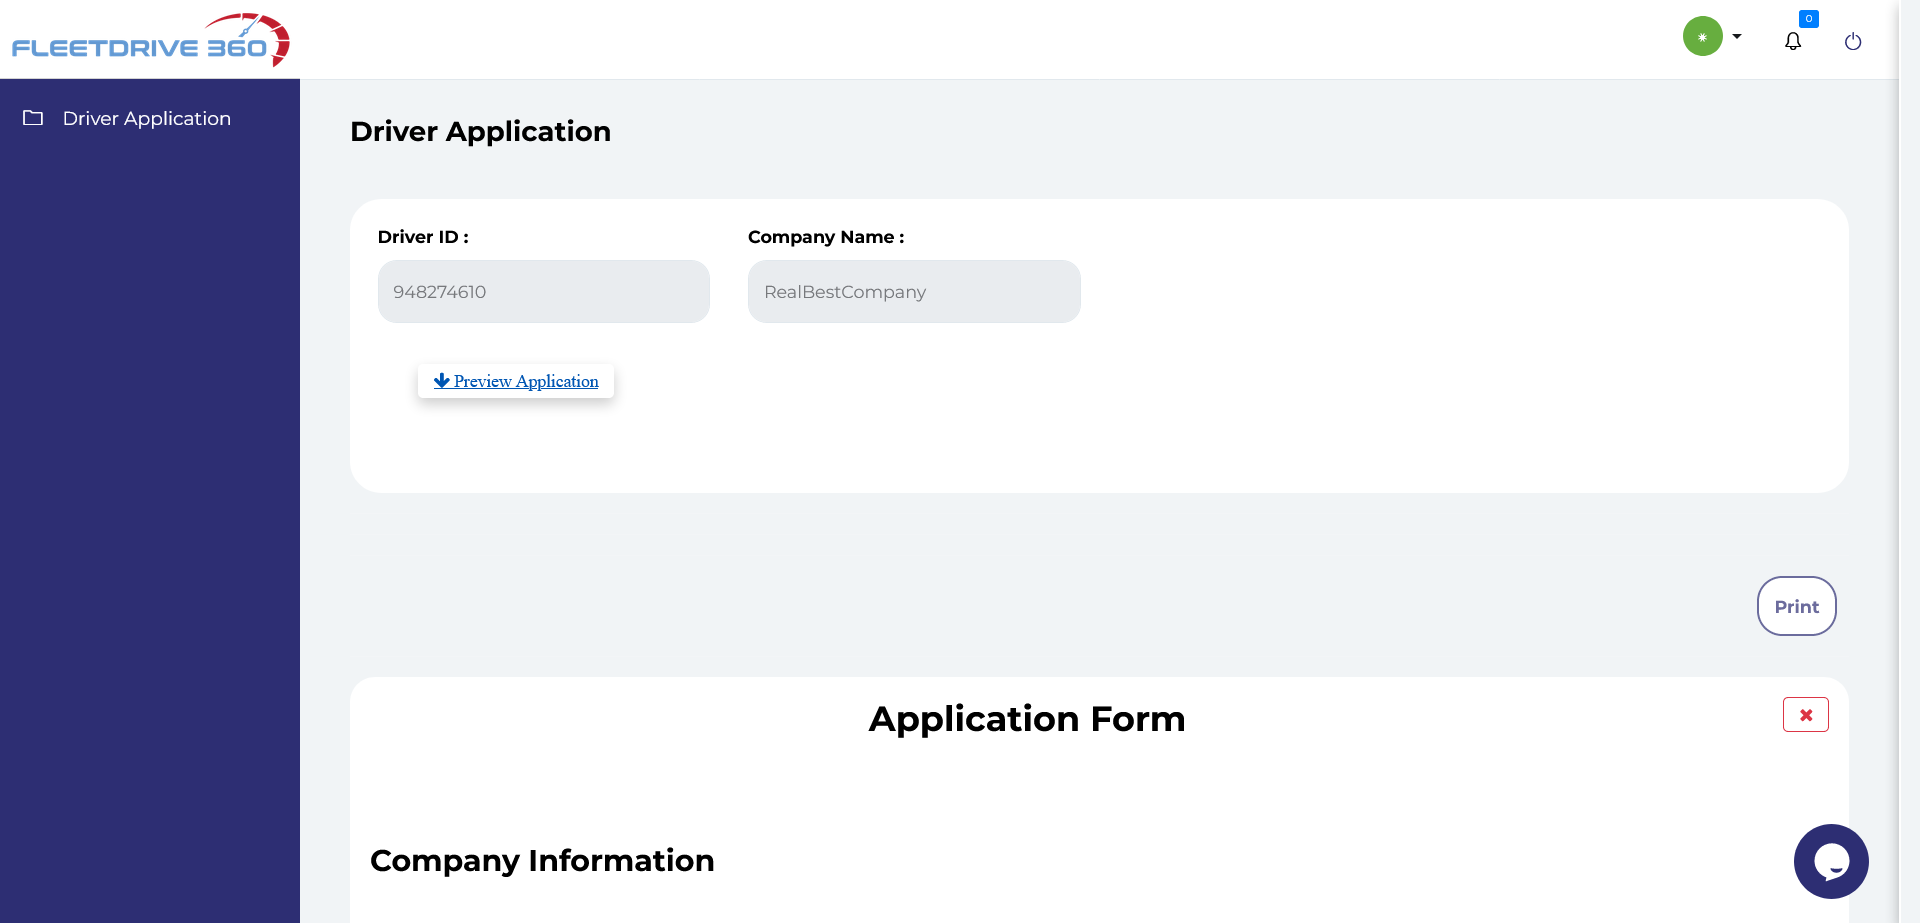 FLEETDRIVE 360
0
Driver Application
Driver Application
Driver ID :
Company Name :
948274610
RealBestCompany
Preview Application
Print
Application Form
Company Information